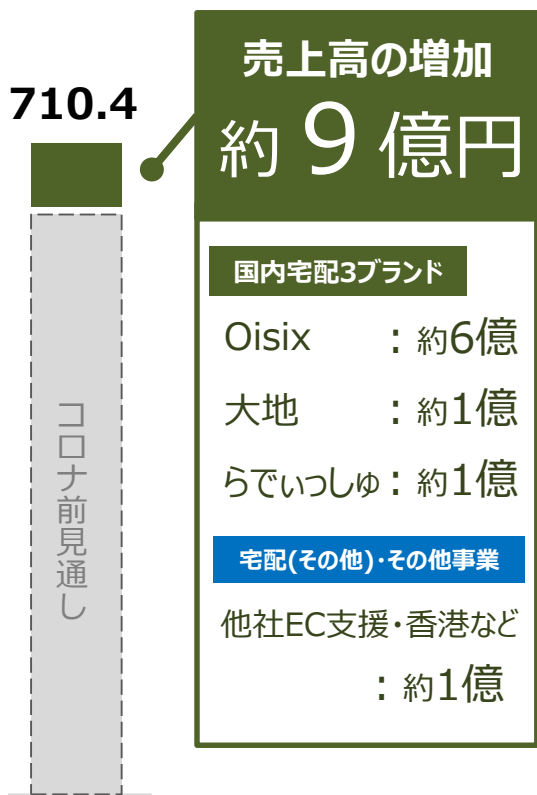 710.4
コロナ前見通し
売上高の増加
約9億円
国内宅配3ブランド
Oisix : 約6億
大地 : 約1億
らでぃっしゅ : 約1億
宅配(その他)・その他事業
他社EC支援・香港など
: 約1億